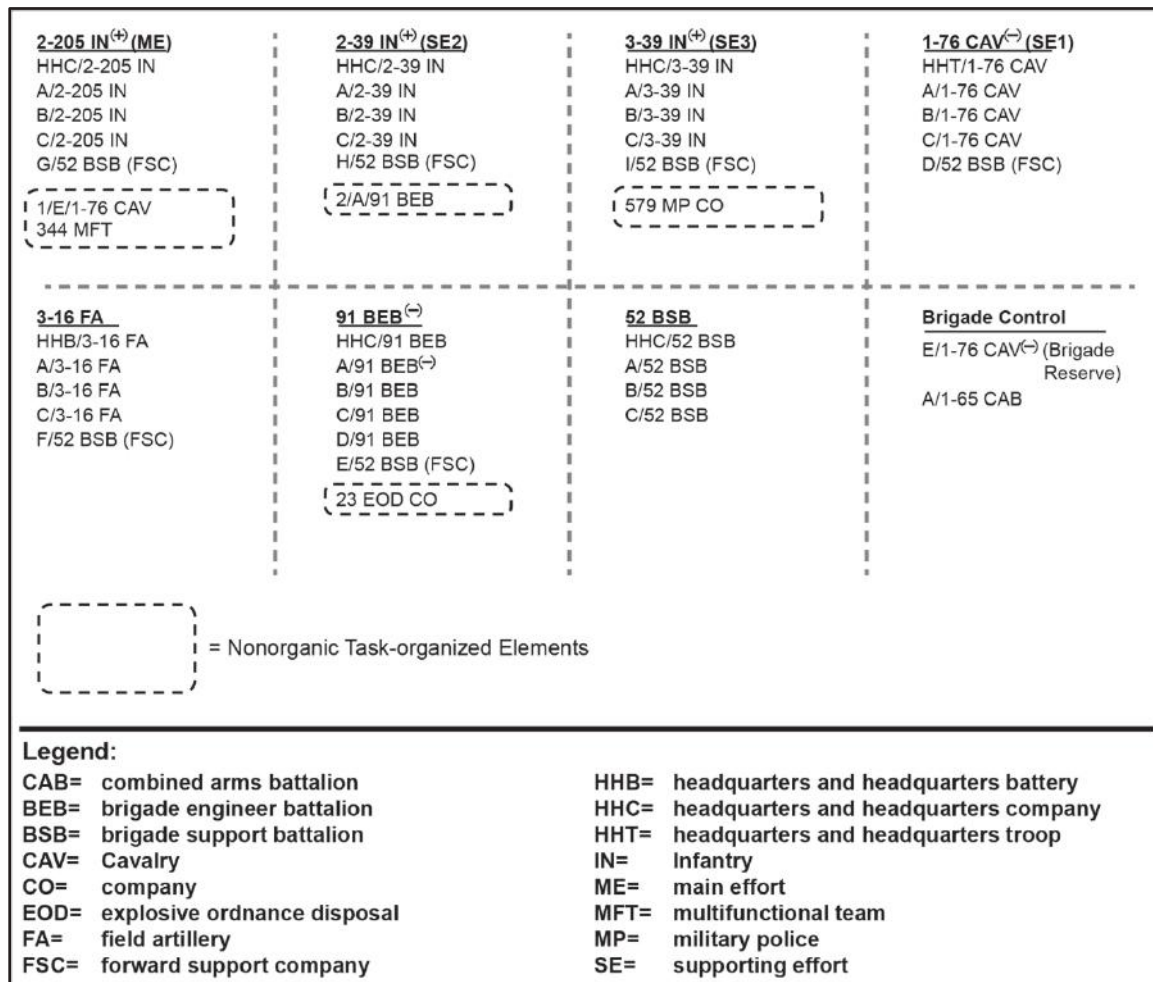 2-205 IN(+) (ME)
HHC/2-205 IN
A/2-205 IN
B/2-205 IN
C/2-205 IN
G/52 BSB (FSC)
1/E/1-76 CAV
344 MFT
2-39 IN(+) (SE2)
HHC/2-39 IN
A/2-39 IN
B/2-39 IN
C/2-39 IN
H/52 BSB (FSC)
2/A/91 BEB
3-39 IN(+) (SE3)
HHC/3-39 IN
A/3-39 IN
B/3-39 IN
C/3-39 IN
I/52 BSB (FSC)
579 MP CO
1-76 CAV(−) (SE1)
HHT/1-76 CAV
A/1-76 CAV
B/1-76 CAV
C/1-76 CAV
D/52 BSB (FSC)
3-16 FA
HHB/3-16 FA
A/3-16 FA
B/3-16 FA
C/3-16 FA
F/52 BSB (FSC)
91 BEB(−)
HHC/91 BEB
A/91 BEB(−)
B/91 BEB
C/91 BEB
D/91 BEB
E/52 BSB (FSC)
23 EOD CO
52 BSB
HHC/52 BSB
A/52 BSB
B/52 BSB
C/52 BSB
Brigade Control
E/1-76 CAV(−) (Brigade
Reserve)
A/1-65 CAB
= Nonorganic Task-organized Elements
Legend:
CAB= combined arms battalion
BEB= brigade engineer battalion
BSB= brigade support battalion
CAV= Cavalry
CO= company
EOD= explosive ordnance disposal
FA= field artillery
FSC= forward support company
HHB= headquarters and headquarters battery
HHC= headquarters and headquarters company
HHT= headquarters and headquarters troop
IN= Infantry
ME= main effort
MFT= multifunctional team
MP= military police
SE= supporting effort